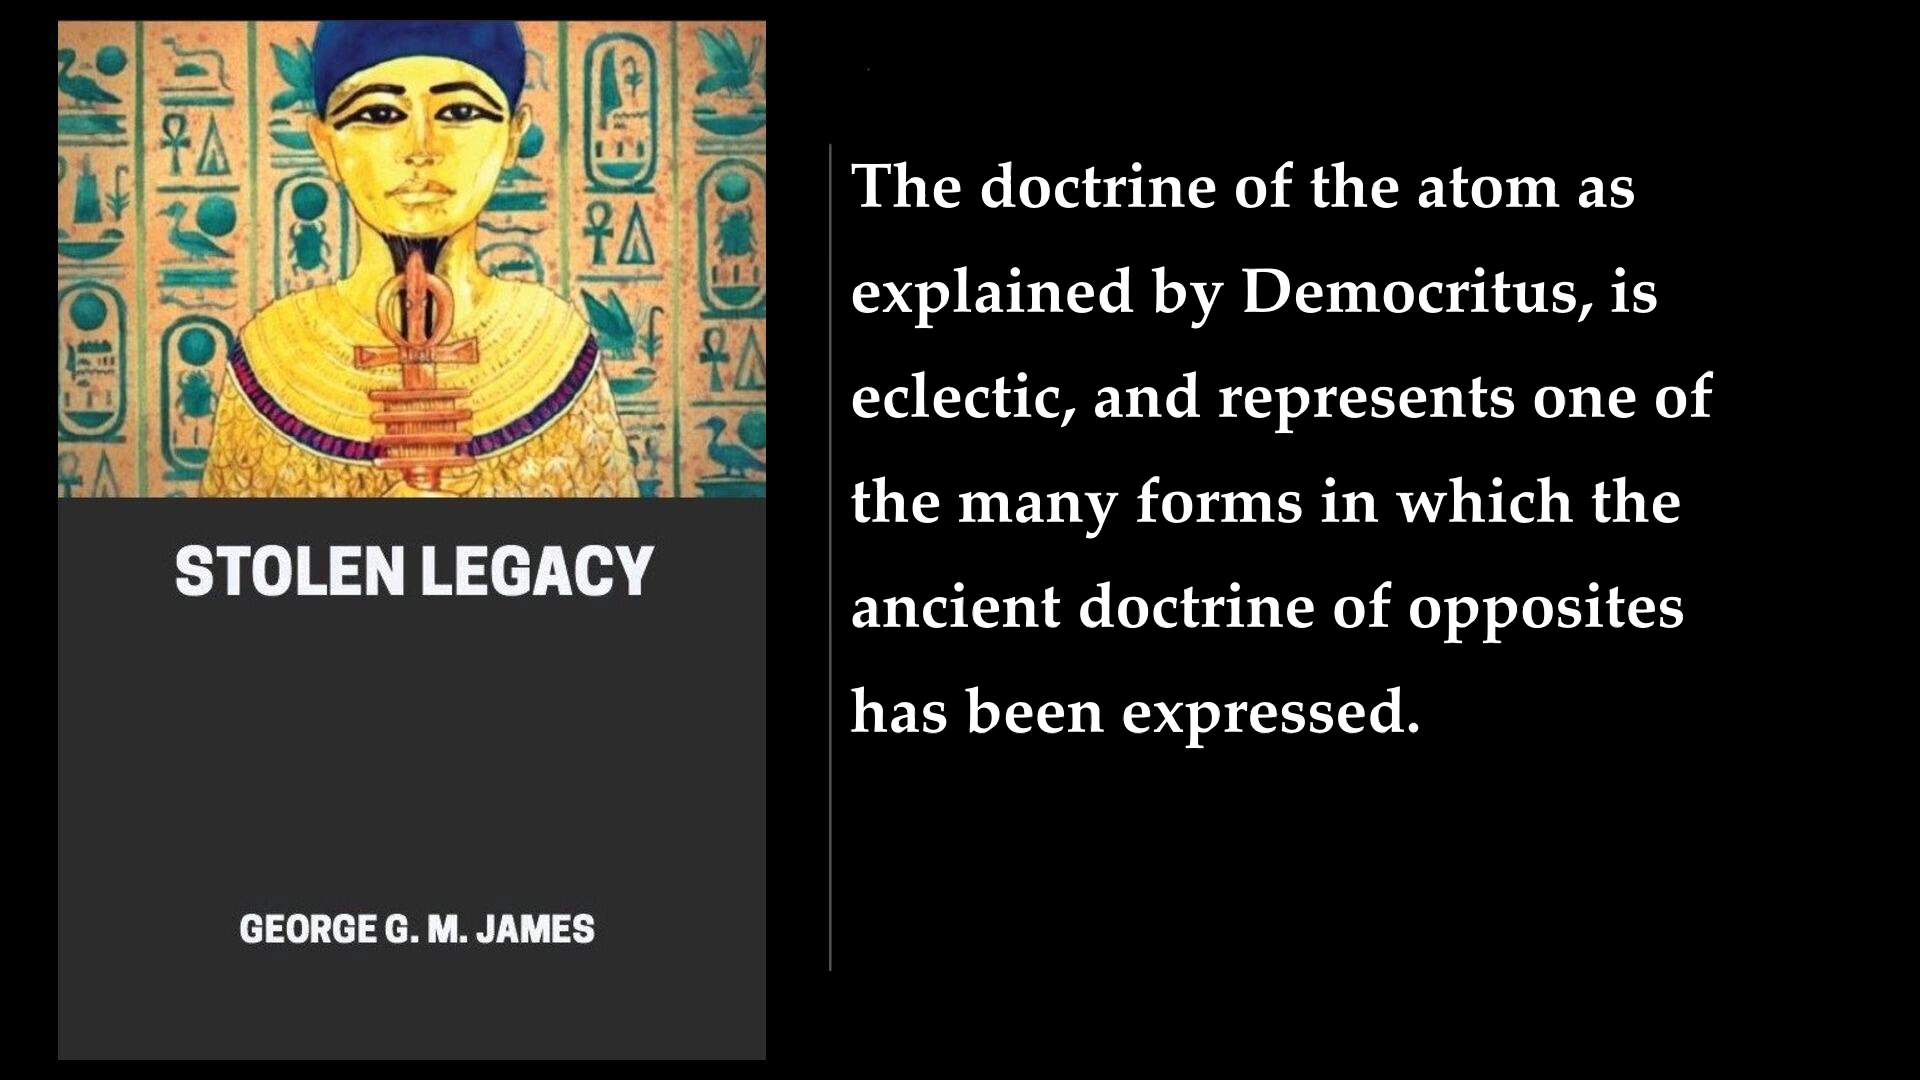 STOLEN LEGACY
GEORGE G. M. JAMES
The doctrine of the atom as
explained by Democritus, is
eclectic, and represents one of
the many forms in which the
ancient doctrine of opposites
has been expressed.